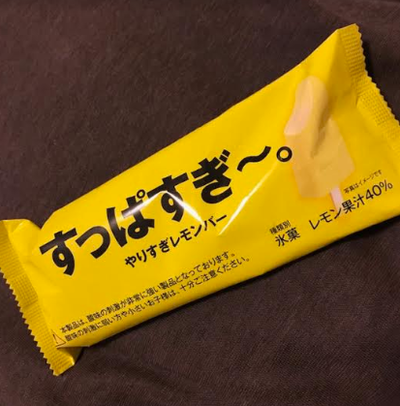 すっぱすぎ〜。
やりすぎレモンバー
写真はイメージです
種類別
氷菓 レモン果汁40%
本製品は、酸味の刺激が非常に強い製品となっております。
酸味の刺激に弱い方や小さいお子様は、十分ご注意ください。